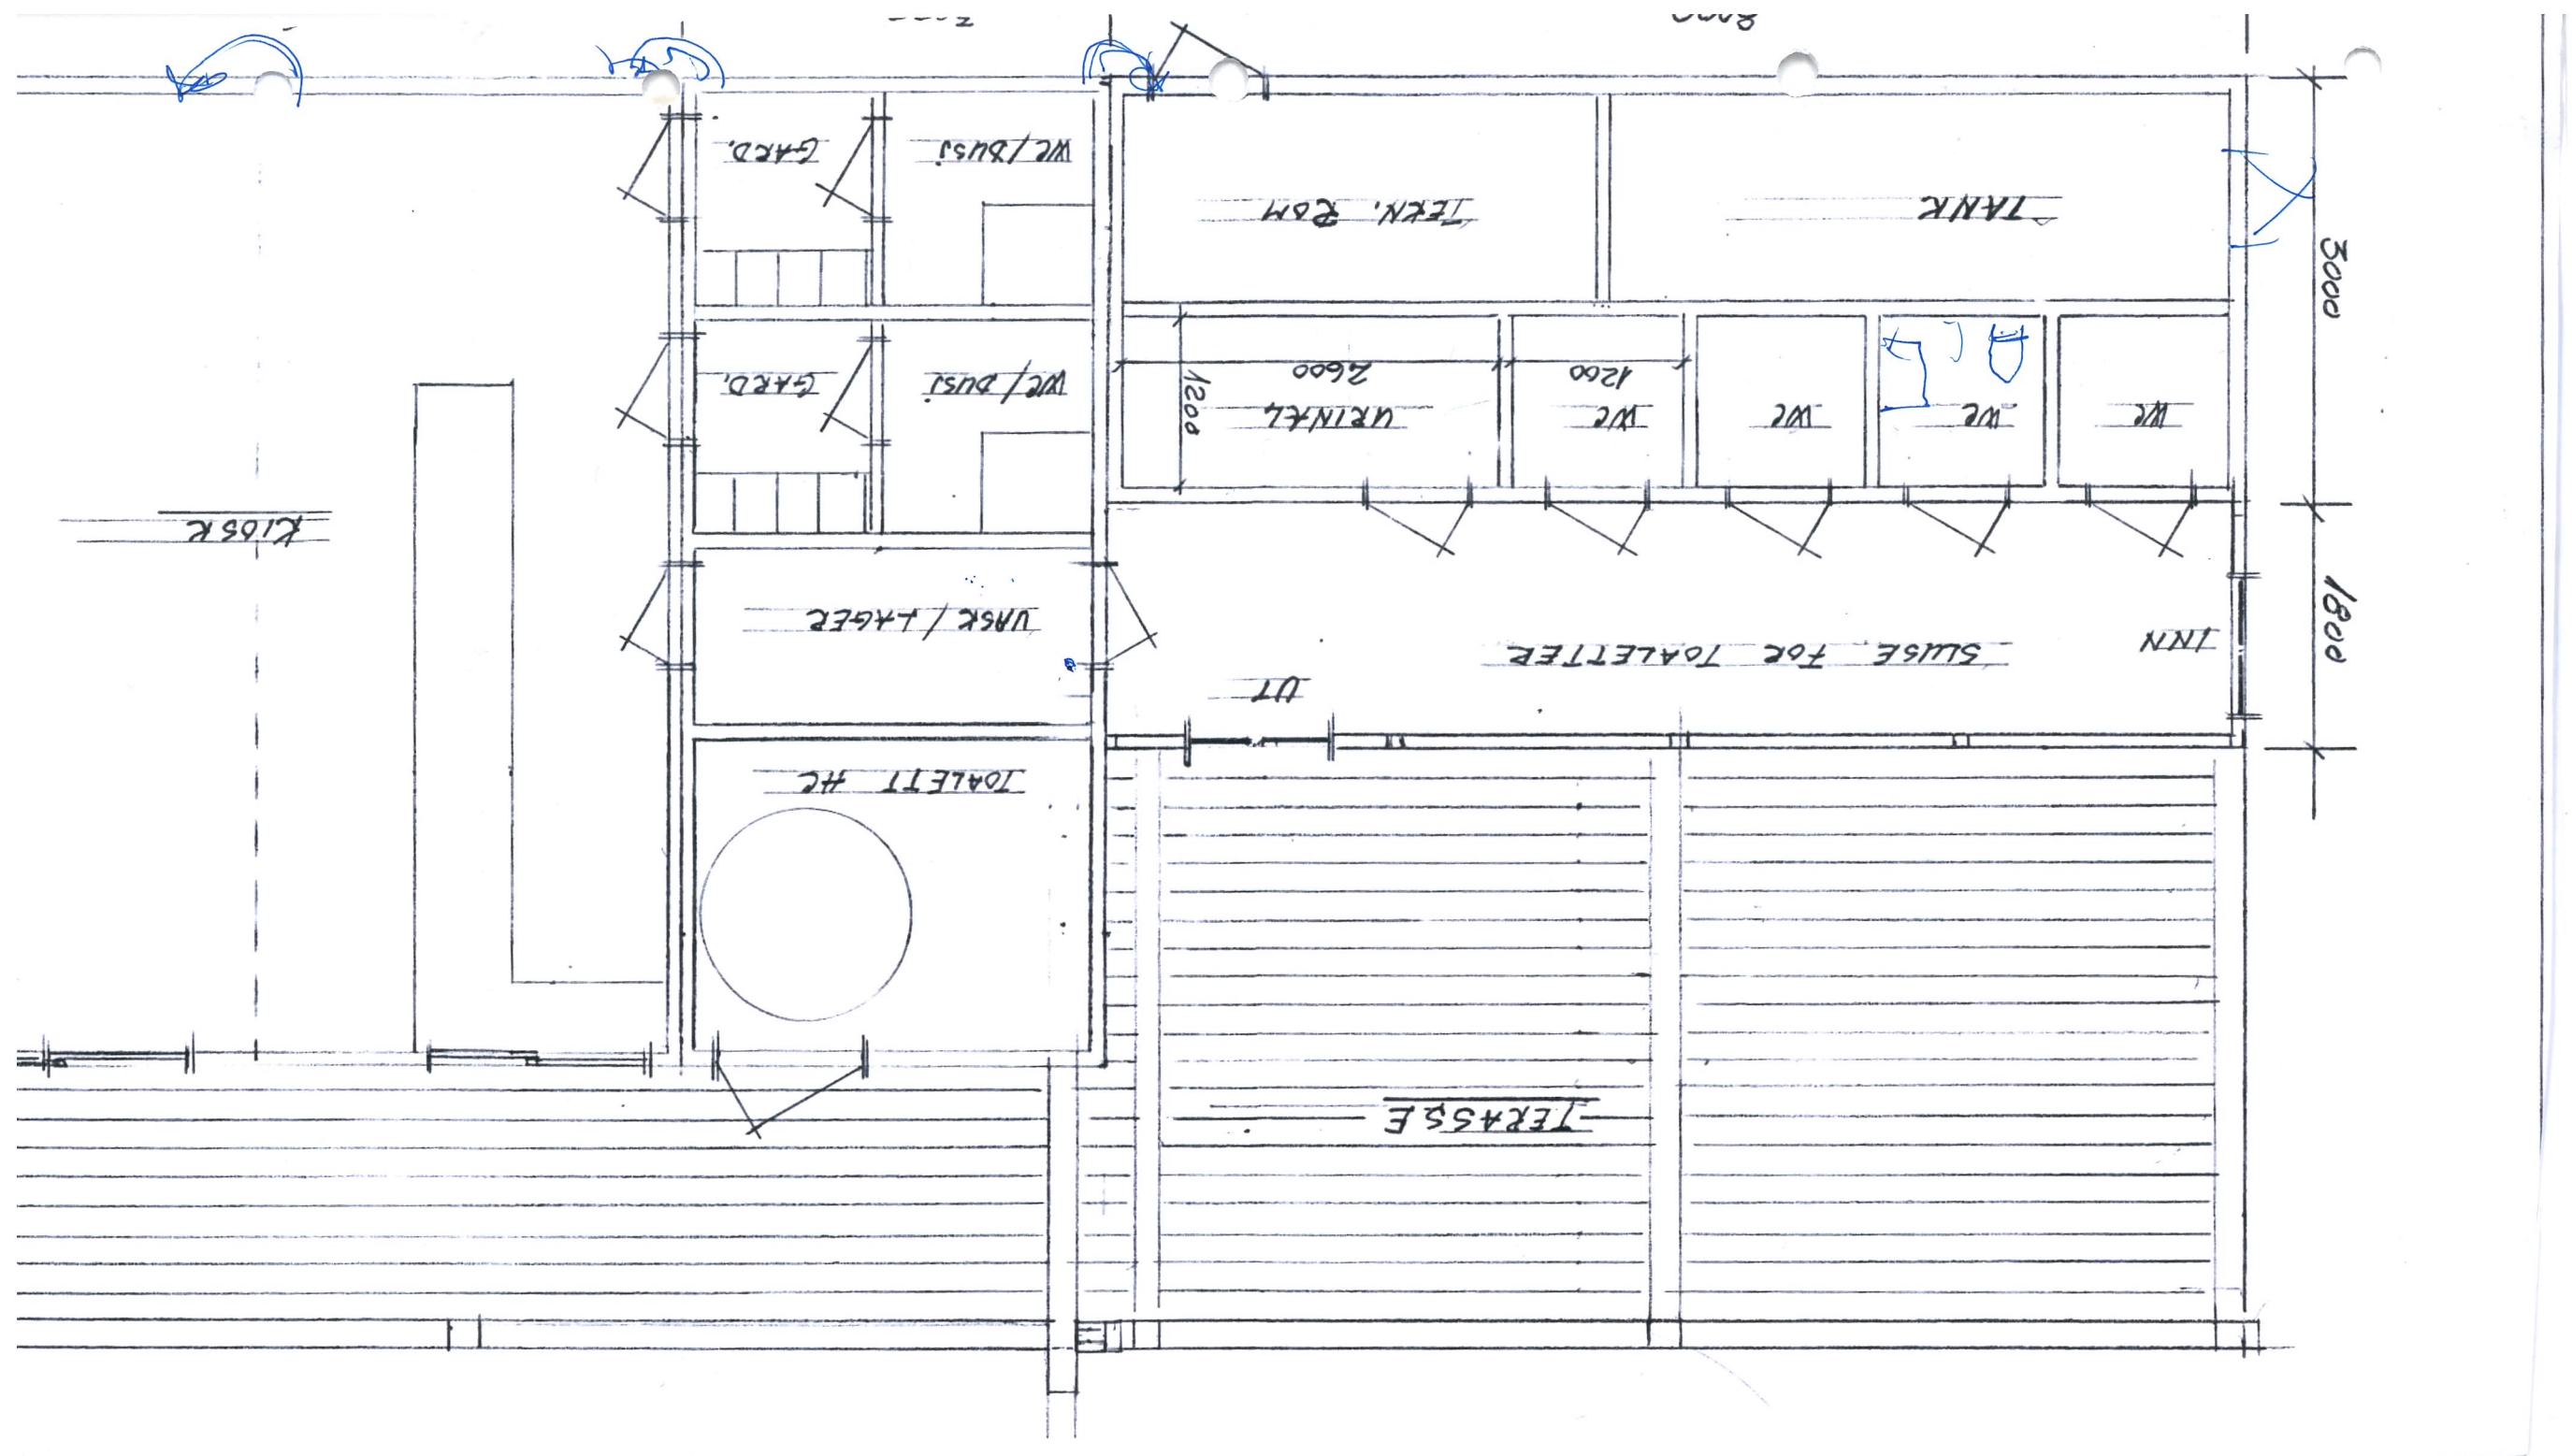 TERASSE
TOALETT HC
UT
INN
SLUSE FOR TOALETTER
1800
VASK / LAGER
KIOSK
WC
WC
WC
WC
URINAL
1200
2600
1200
WC/DUSJ
GARD.
3000
TANK
TEKN. ROM
WC/DUSJ
GARD.